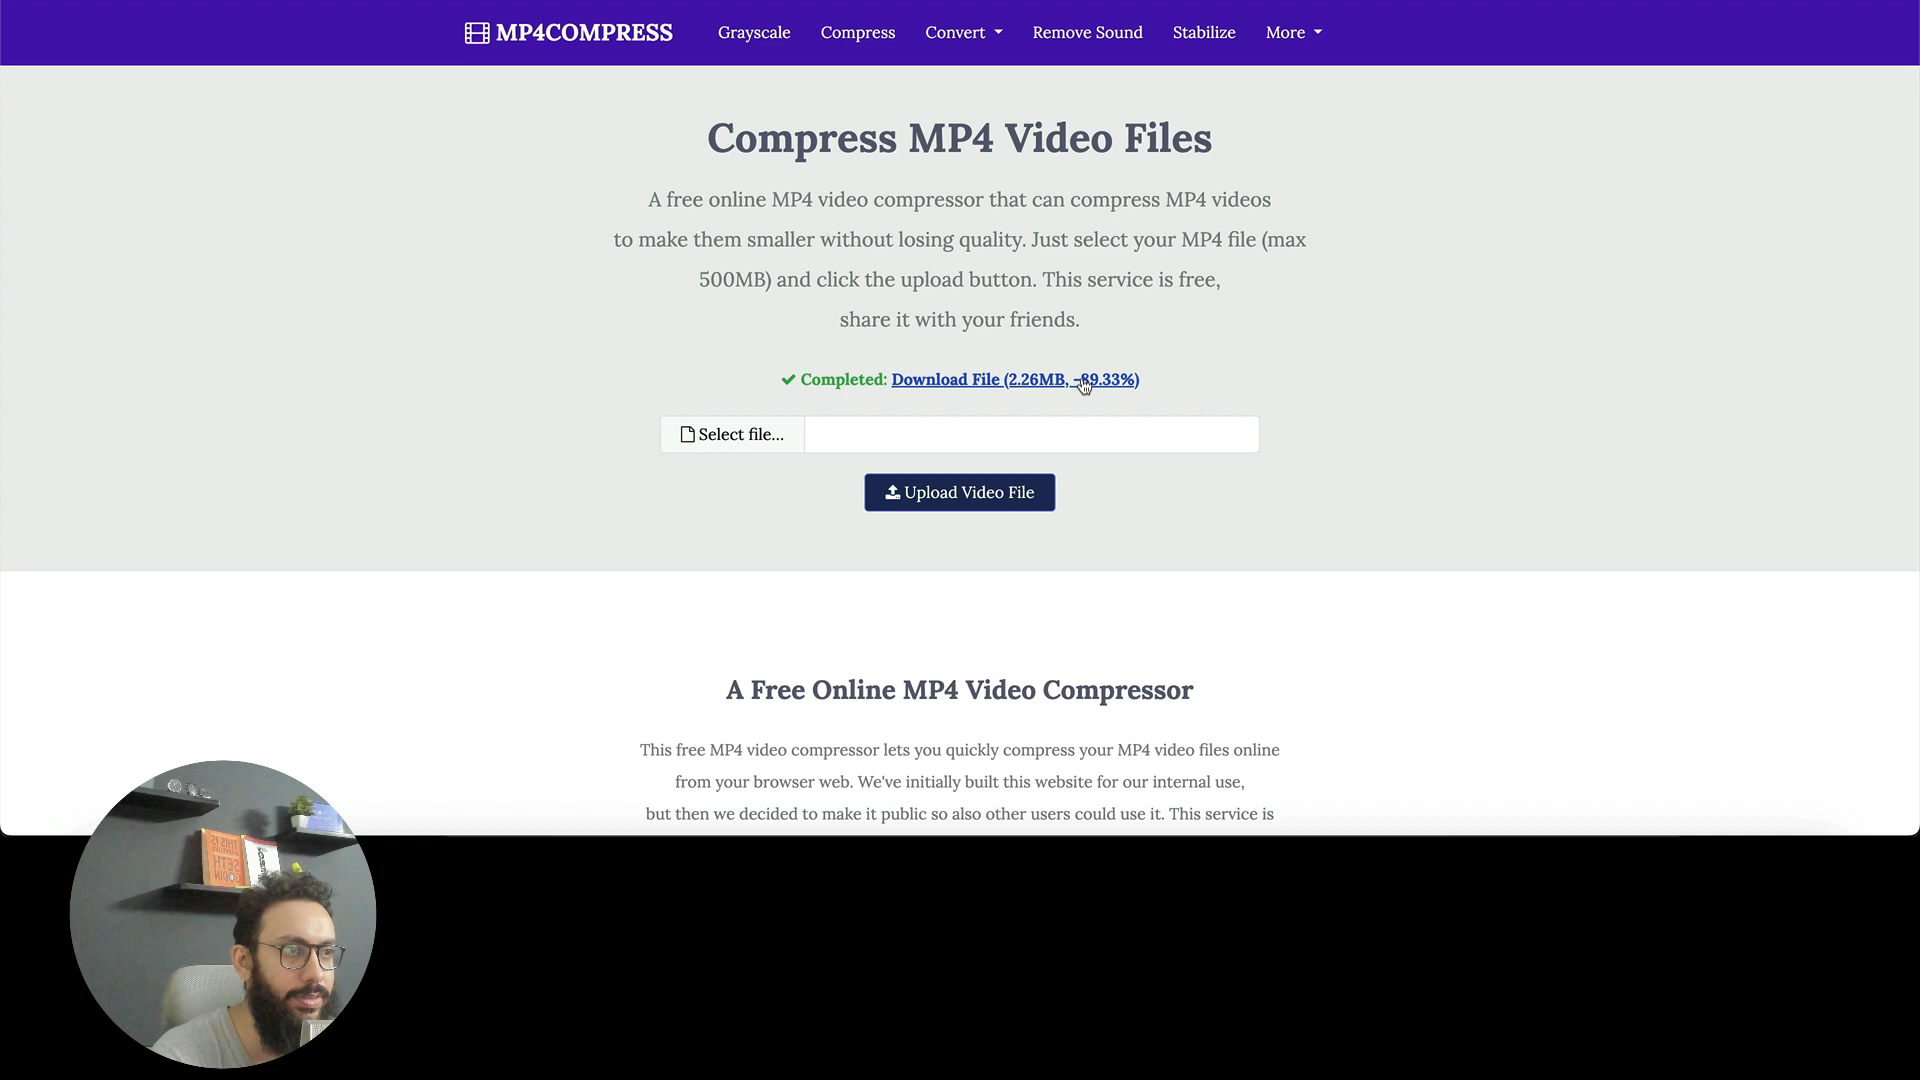 MP4COMPRESS Grayscale Compress Convert Remove Sound Stabilize More
Compress MP4 Video Files
A free online MP4 video compressor that can compress MP4 videos
to make them smaller without losing quality. Just select your MP4 file (max
500MB) and click the upload button. This service is free,
share it with your friends.
Completed: Download File (2.26MB, -89.33%)
Select file...
Upload Video File
A Free Online MP4 Video Compressor
This free MP4 video compressor lets you quickly compress your MP4 video files online
from your browser web. We've initially built this website for our internal use,
but then we decided to make it public so also other users could use it. This service is
THIS IS
SETH
GODIN